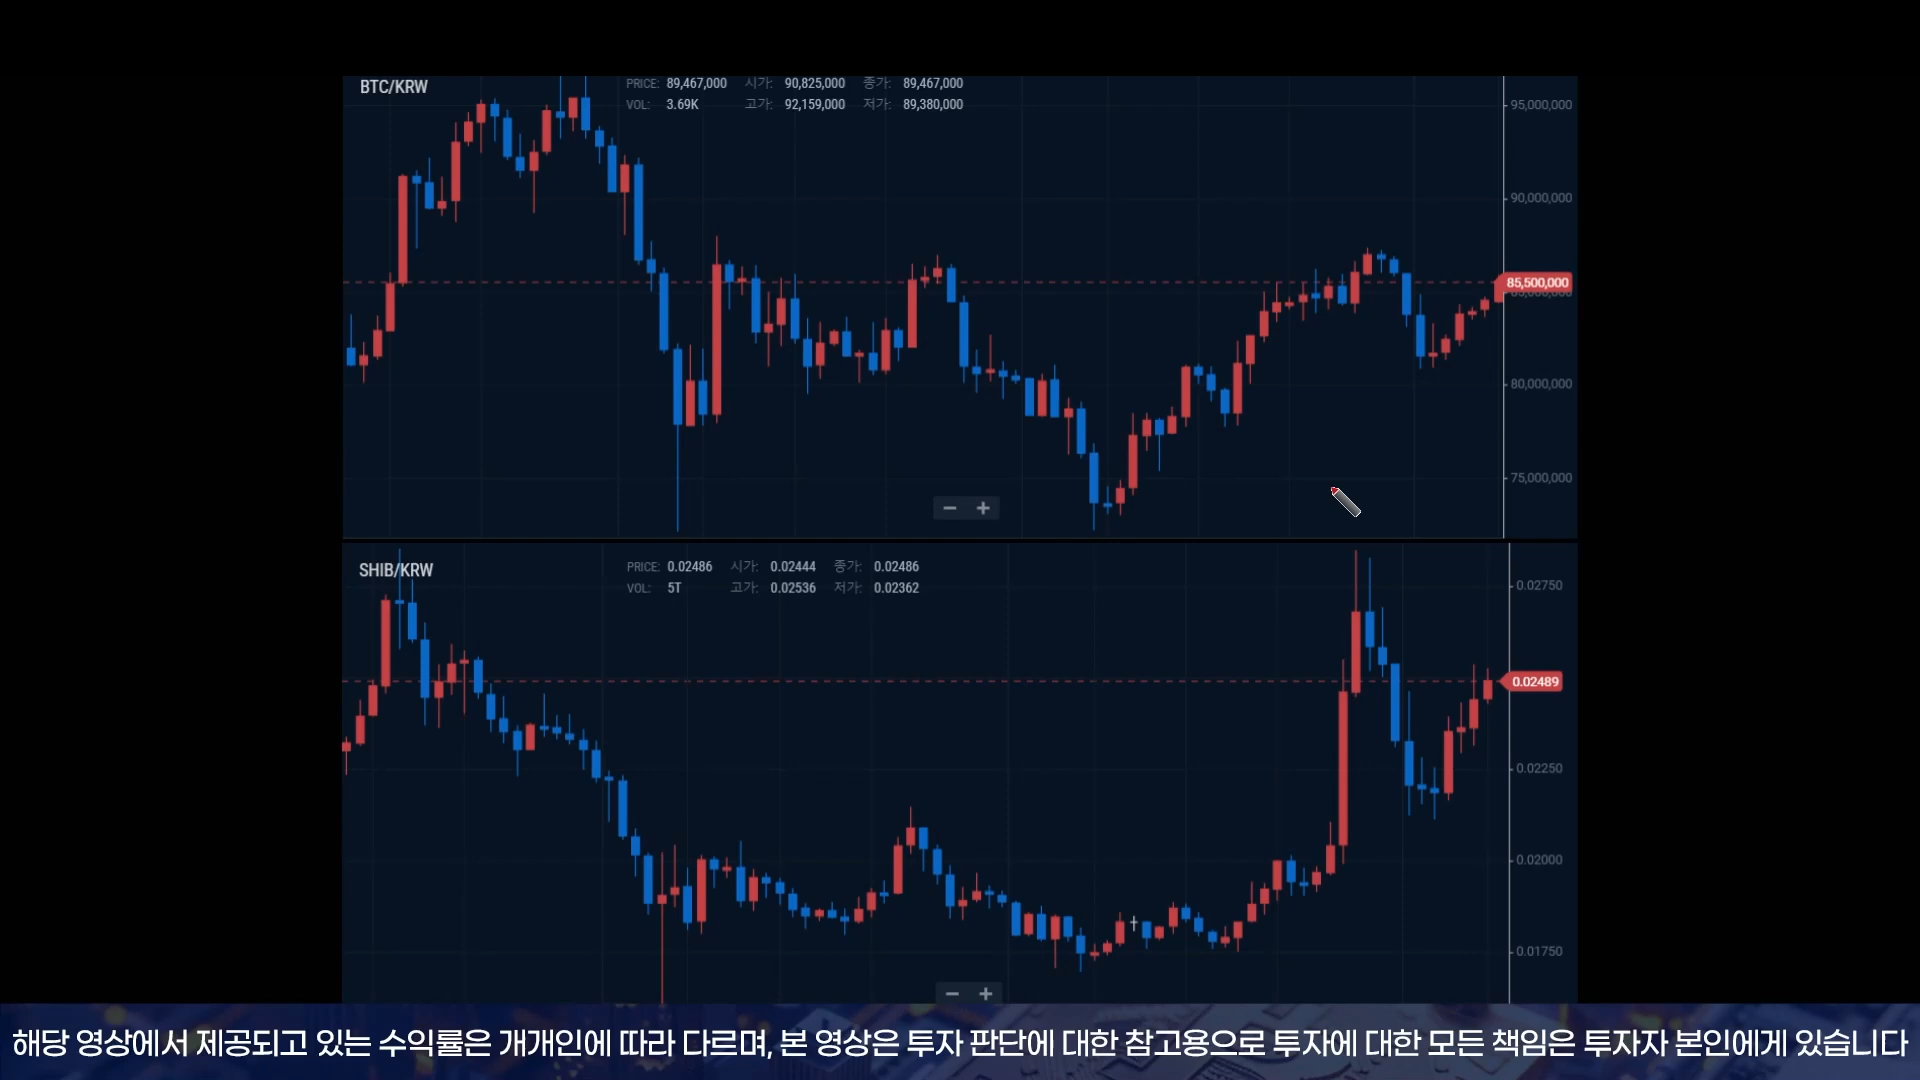 BTC/KRW
PRICE: 89,467,000 시가: 90,825,000 종가: 89,467,000
VOL: 3.69K 고가: 92,159,000 저가: 89,380,000
95,000,000
90,000,000
85,500,000
80,000,000
75,000,000
− +
SHIB/KRW
PRICE: 0.02486 시가: 0.02444 종가: 0.02486
VOL: 5T 고가: 0.02536 저가: 0.02362
0.02750
0.02489
0.02250
0.02000
0.01750
− +
해당 영상에서 제공되고 있는 수익률은 개개인에 따라 다르며, 본 영상은 투자 판단에 대한 참고용으로 투자에 대한 모든 책임은 투자자 본인에게 있습니다